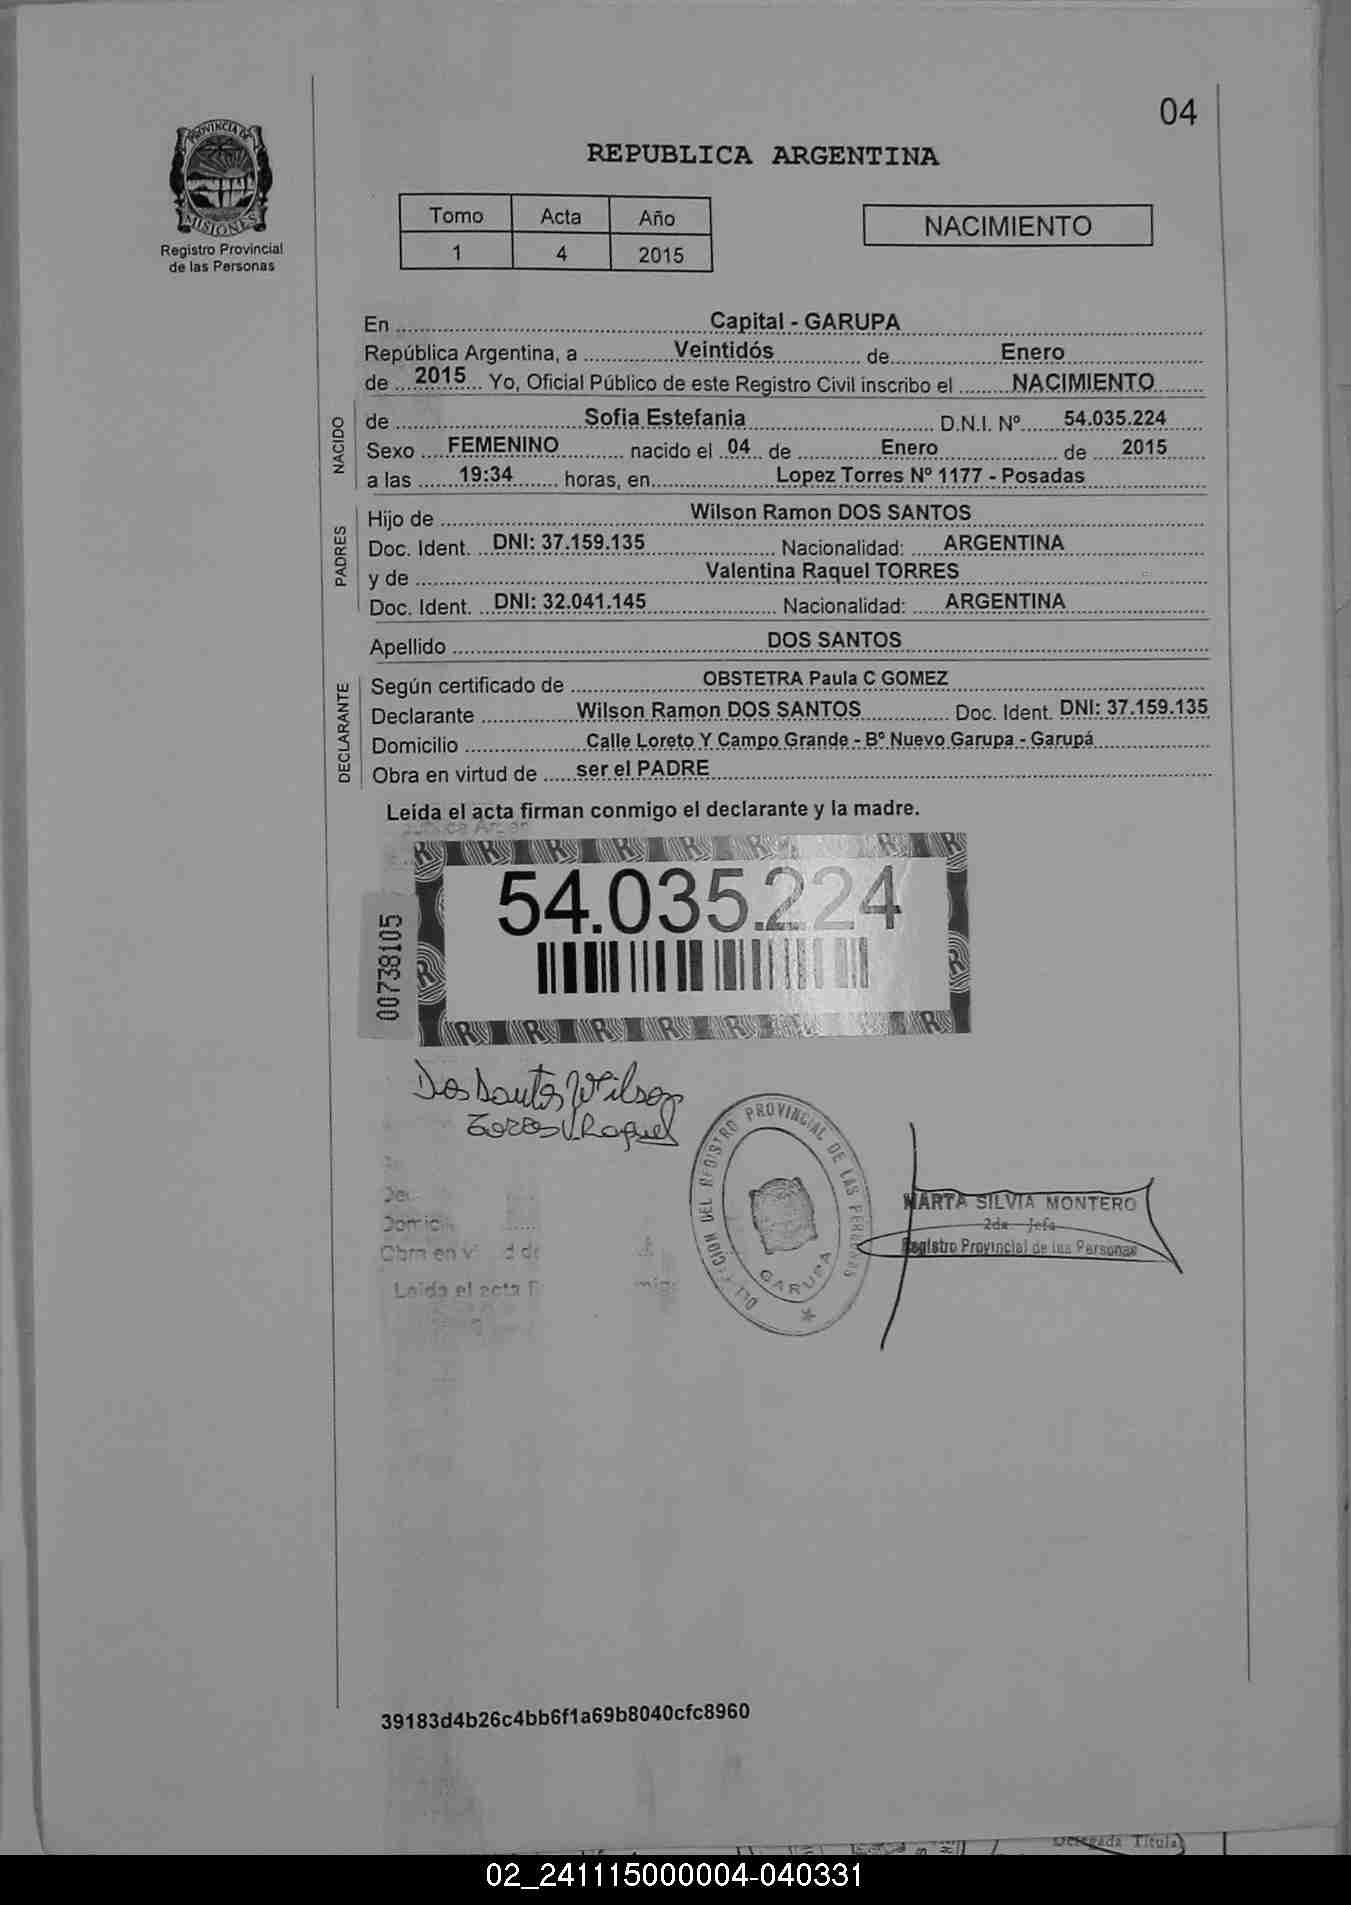 04
PROVINCIA DE
MISIONES
Registro Provincial
de las Personas
REPUBLICA ARGENTINA
Tomo Acta Año
1 4 2015
NACIMIENTO
En Capital - GARUPA
República Argentina, a Veintidós de Enero
de 2015 Yo, Oficial Público de este Registro Civil inscribo el NACIMIENTO
NACIDO
de Sofia Estefania D.N.I. Nº 54.035.224
Sexo FEMENINO nacido el 04 de Enero de 2015
a las 19:34 horas, en Lopez Torres Nº 1177 - Posadas
PADRES
Hijo de Wilson Ramon DOS SANTOS
Doc. Ident. DNI: 37.159.135 Nacionalidad: ARGENTINA
y de Valentina Raquel TORRES
Doc. Ident. DNI: 32.041.145 Nacionalidad: ARGENTINA
Apellido DOS SANTOS
DECLARANTE
Según certificado de OBSTETRA Paula C GOMEZ
Declarante Wilson Ramon DOS SANTOS Doc. Ident. DNI: 37.159.135
Domicilio Calle Loreto Y Campo Grande - Bº Nuevo Garupa - Garupá
Obra en virtud de ser el PADRE
Leída el acta firman conmigo el declarante y la madre.
54.035.224
00738105
Dos Santos Wilson
Torres V. Raquel
DEL REGISTRO PROVINCIAL DE LAS PERSONAS
GARUPA
MARTA SILVIA MONTERO
2da. Jefa
Registro Provincial de las Personas
Obra en
Leída el acta
39183d4b26c4bb6f1a69b8040cfc8960
Delegada Titular
02_241115000004-040331